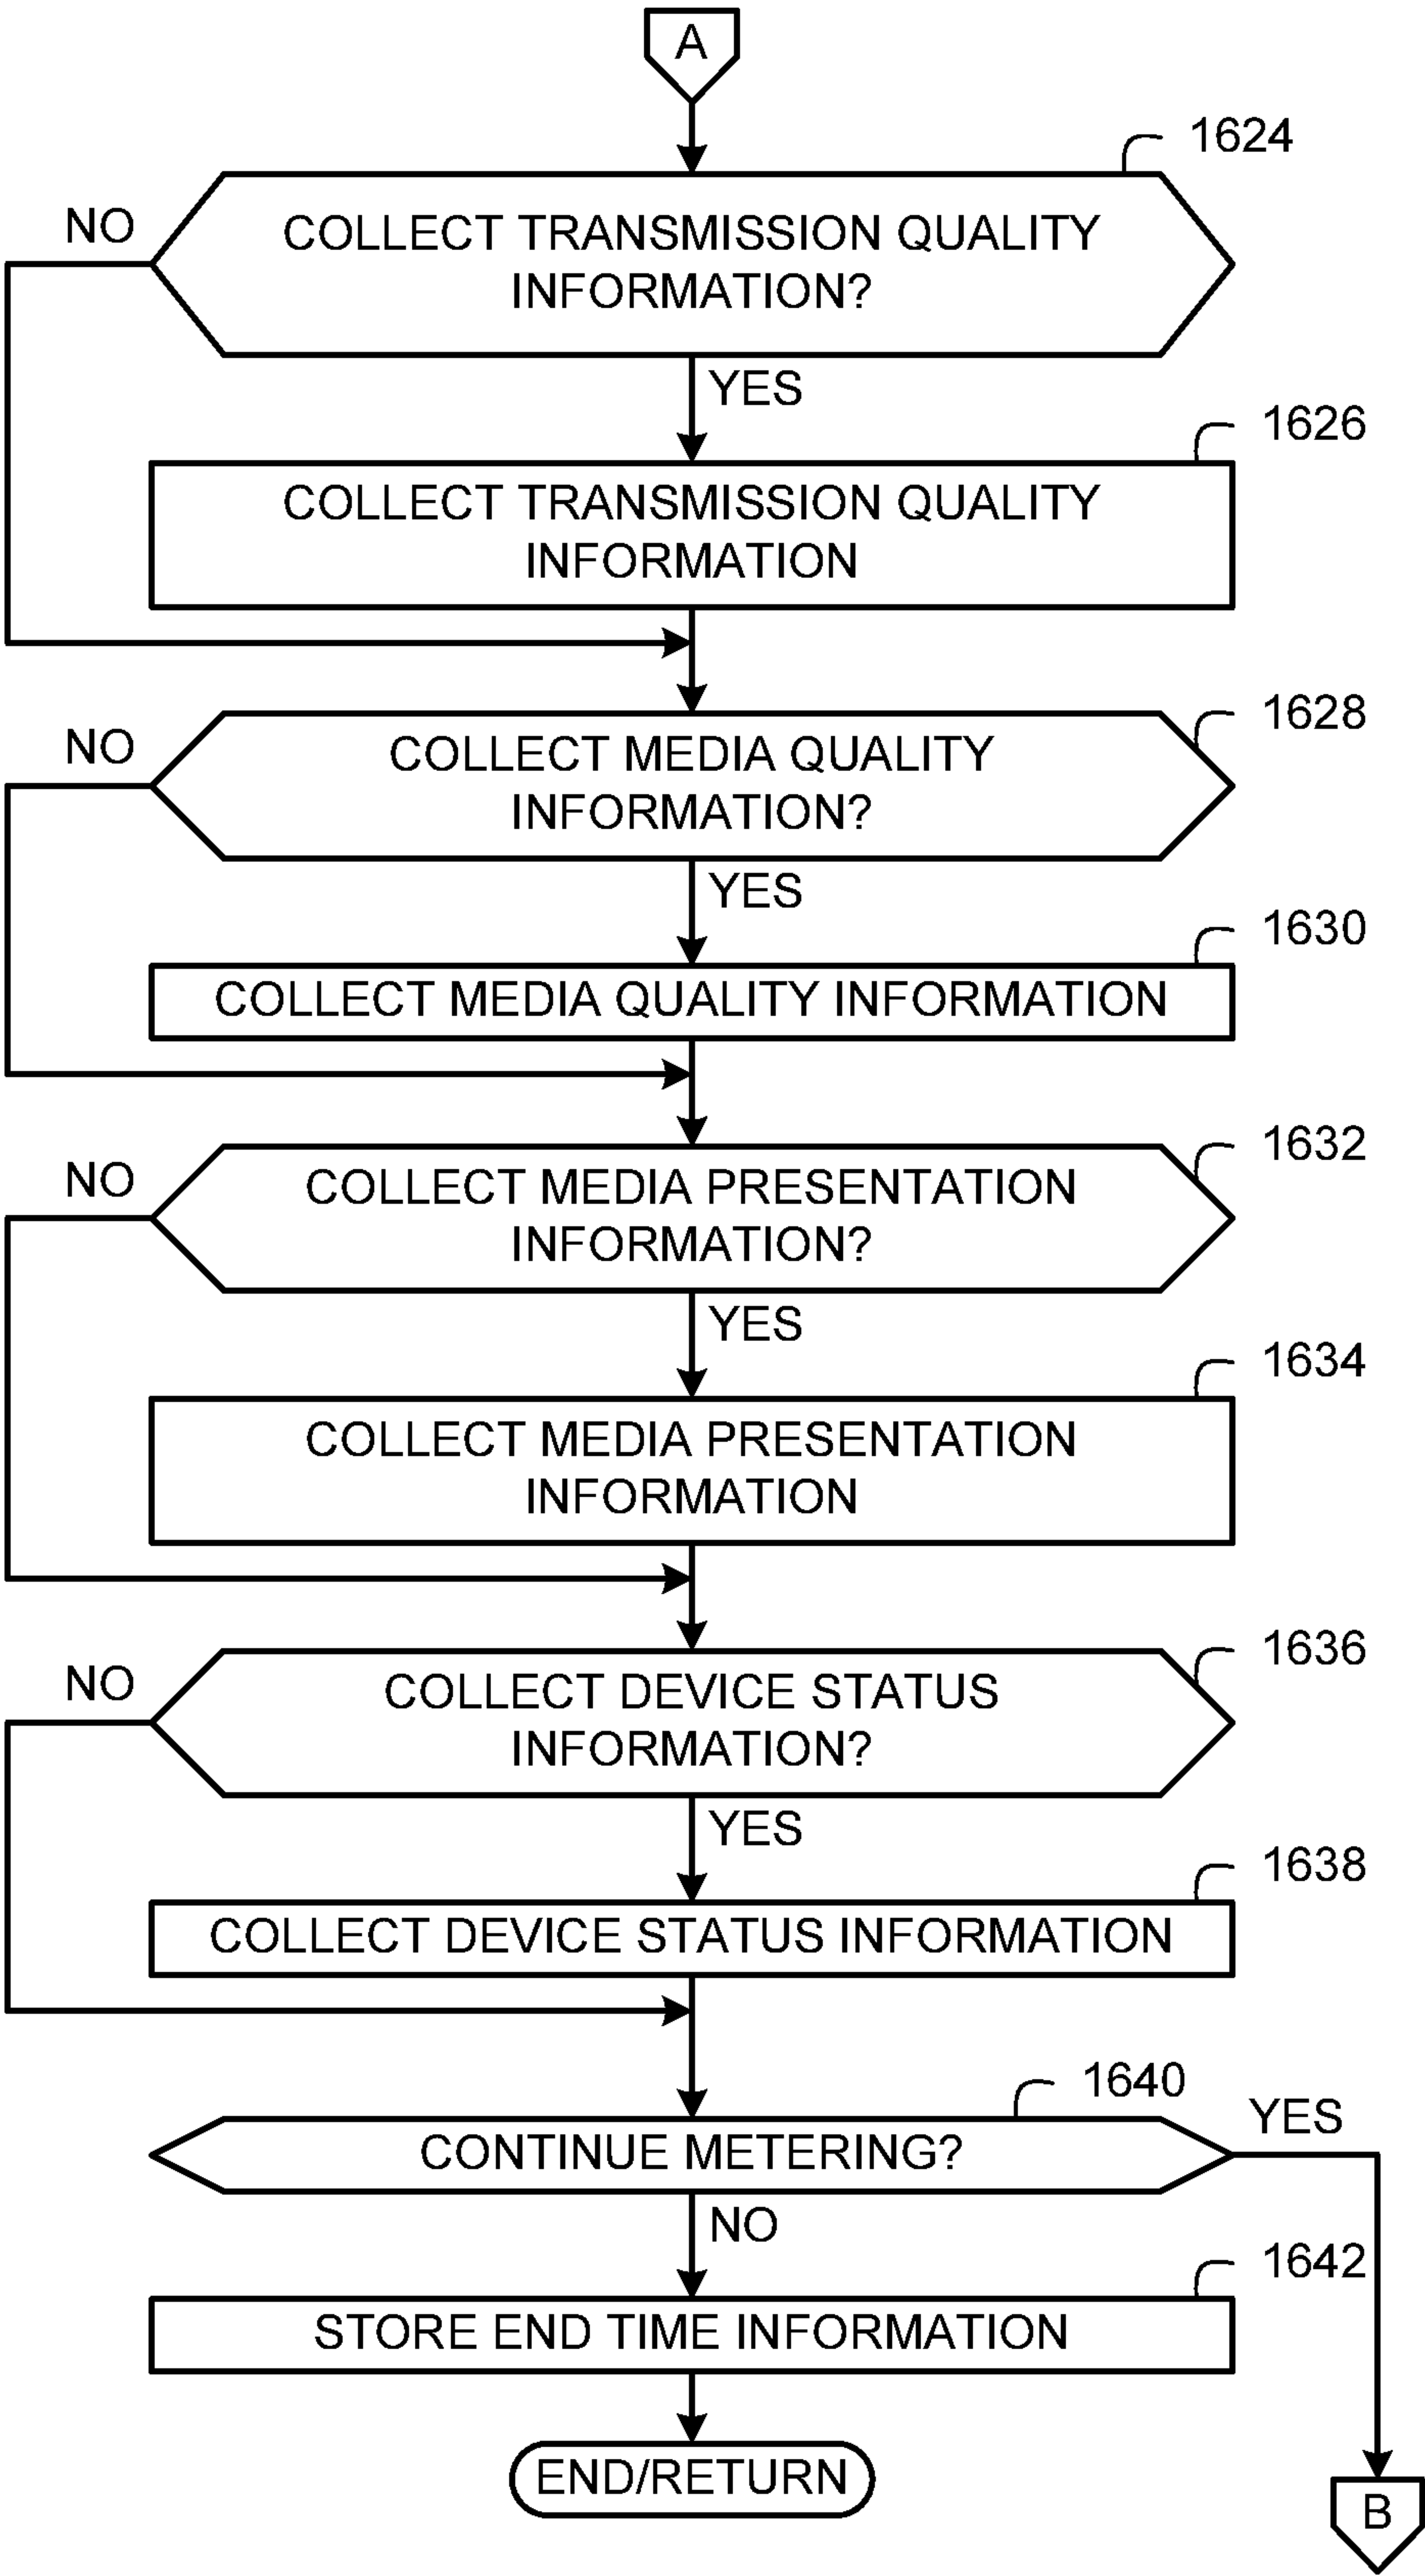 A
1624
NO
COLLECT TRANSMISSION QUALITY
INFORMATION?
YES
1626
COLLECT TRANSMISSION QUALITY
INFORMATION
1628
NO
COLLECT MEDIA QUALITY
INFORMATION?
YES
1630
COLLECT MEDIA QUALITY INFORMATION
1632
NO
COLLECT MEDIA PRESENTATION
INFORMATION?
YES
1634
COLLECT MEDIA PRESENTATION
INFORMATION
1636
NO
COLLECT DEVICE STATUS
INFORMATION?
YES
1638
COLLECT DEVICE STATUS INFORMATION
1640
YES
CONTINUE METERING?
NO
1642
STORE END TIME INFORMATION
END/RETURN
B